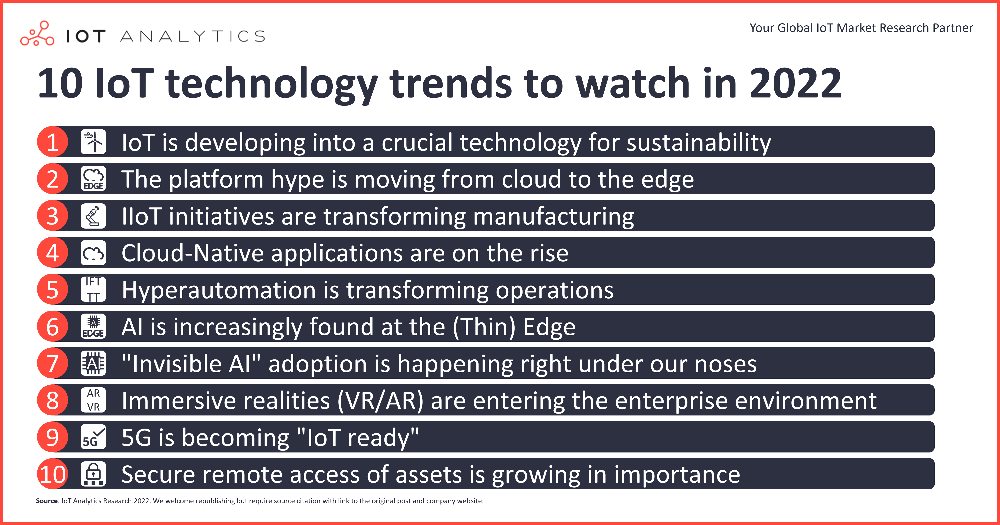 IOT ANALYTICS
Your Global IoT Market Research Partner
10 IoT technology trends to watch in 2022
1 IoT is developing into a crucial technology for sustainability
2 EDGE The platform hype is moving from cloud to the edge
3 IIoT initiatives are transforming manufacturing
4 Cloud-Native applications are on the rise
5 IFT TT Hyperautomation is transforming operations
6 AI EDGE AI is increasingly found at the (Thin) Edge
7 AI "Invisible AI" adoption is happening right under our noses
8 AR VR Immersive realities (VR/AR) are entering the enterprise environment
9 5G 5G is becoming "IoT ready"
10 Secure remote access of assets is growing in importance
Source: IoT Analytics Research 2022. We welcome republishing but require source citation with link to the original post and company website.